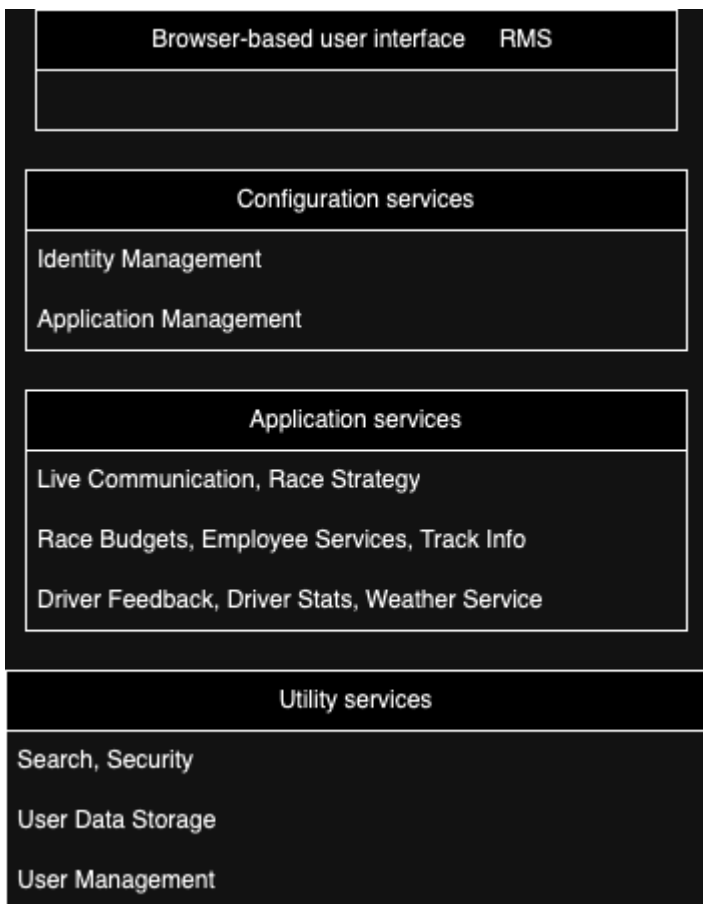 Browser-based user interface RMS
Configuration services
Identity Management
Application Management
Application services
Live Communication, Race Strategy
Race Budgets, Employee Services, Track Info
Driver Feedback, Driver Stats, Weather Service
Utility services
Search, Security
User Data Storage
User Management